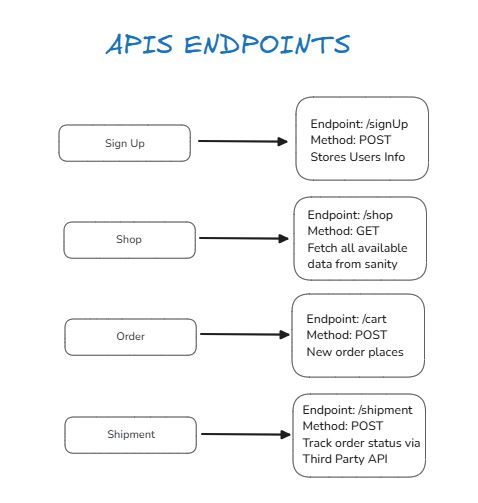 APIS ENDPOINTS
Sign Up
Endpoint: /signUp
Method: POST
Stores Users Info
Shop
Endpoint: /shop
Method: GET
Fetch all available
data from sanity
Order
Endpoint: /cart
Method: POST
New order places
Shipment
Endpoint: /shipment
Method: POST
Track order status via
Third Party API